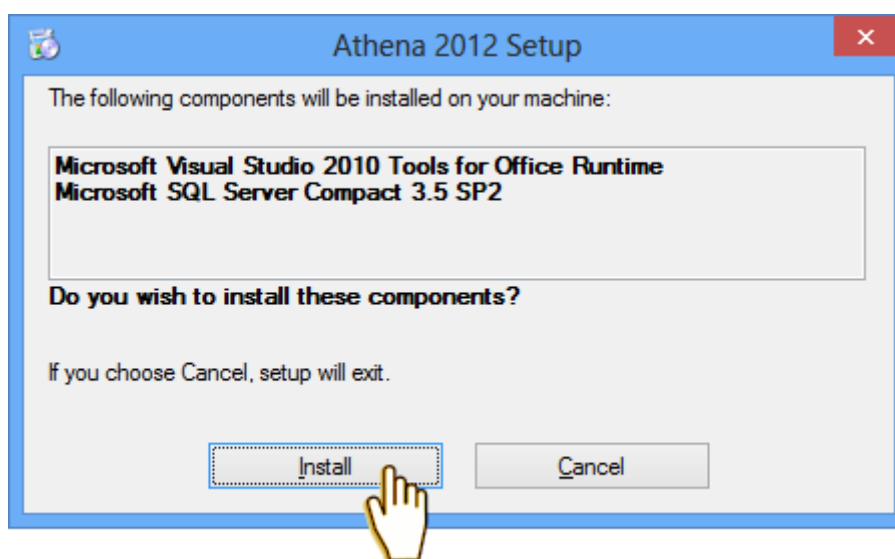 Athena 2012 Setup
The following components will be installed on your machine:
Microsoft Visual Studio 2010 Tools for Office Runtime
Microsoft SQL Server Compact 3.5 SP2
Do you wish to install these components?
If you choose Cancel, setup will exit.
Install
Cancel